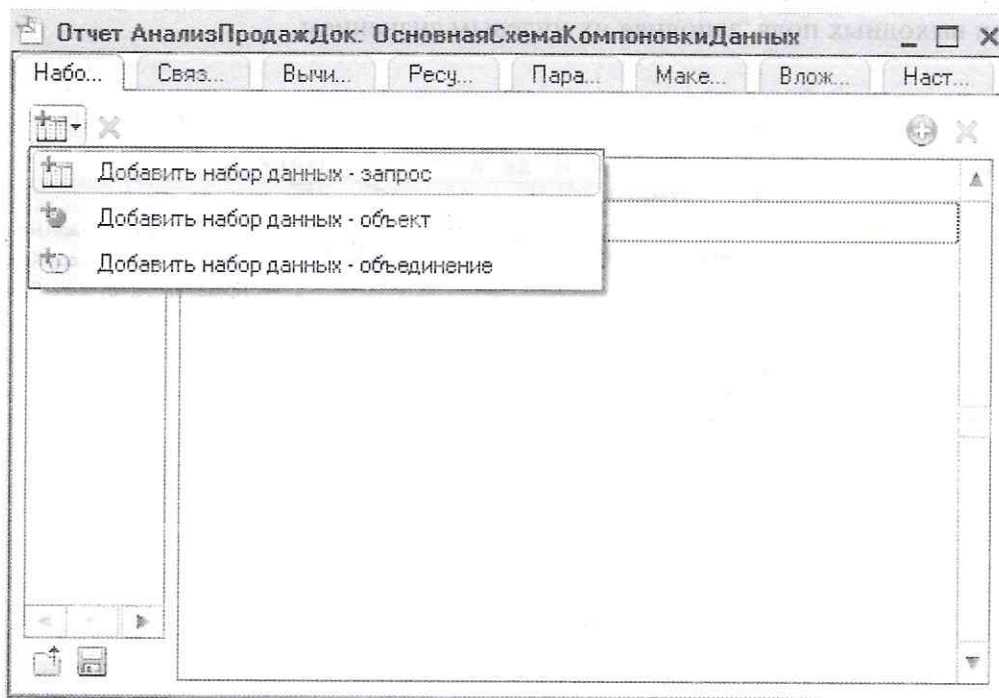 Отчет АнализПродажДок: ОсновнаяСхемаКомпоновкиДанных
Набо... Связ... Вычи... Ресу... Пара... Маке... Влож... Наст...
Добавить набор данных - запрос
Добавить набор данных - объект
Добавить набор данных - объединение